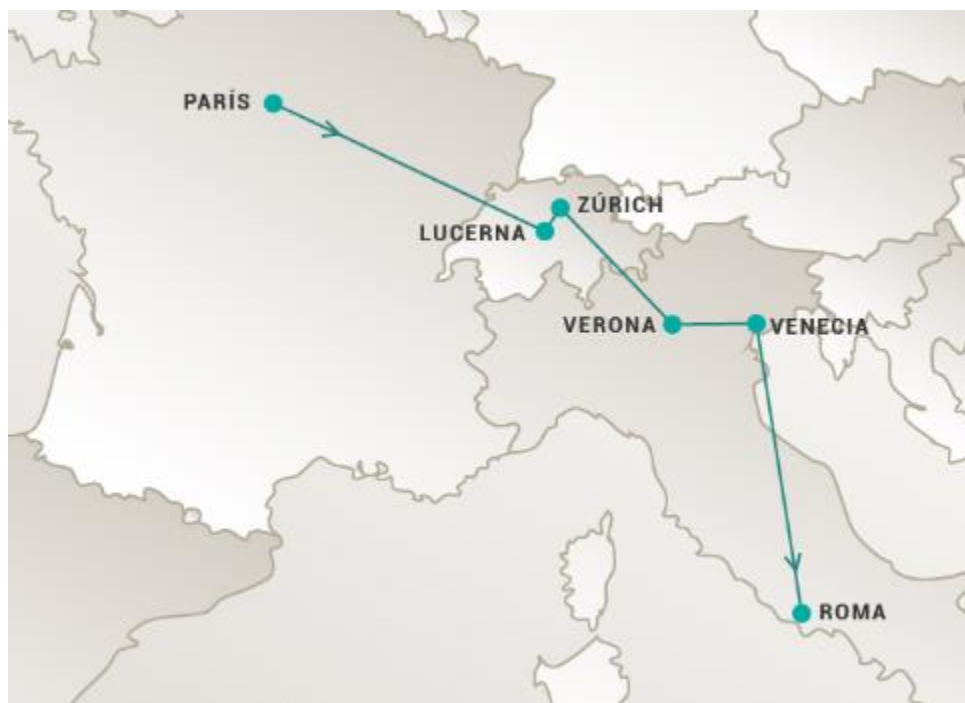 PARÍS
ZÚRICH
LUCERNA
VERONA
VENECIA
ROMA